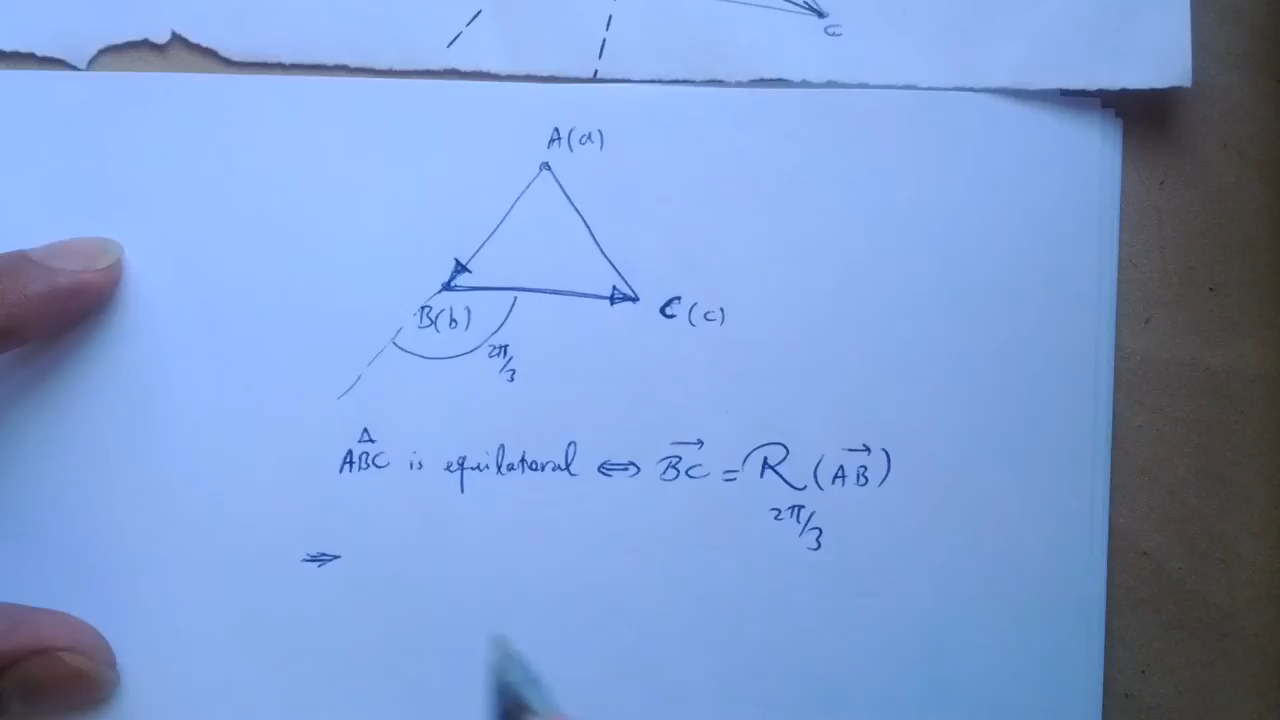 C
A(a)
B(b)
C(c)
2π/3
ABC is equilateral ⇔ BC = R (AB)
2π/3
⇒